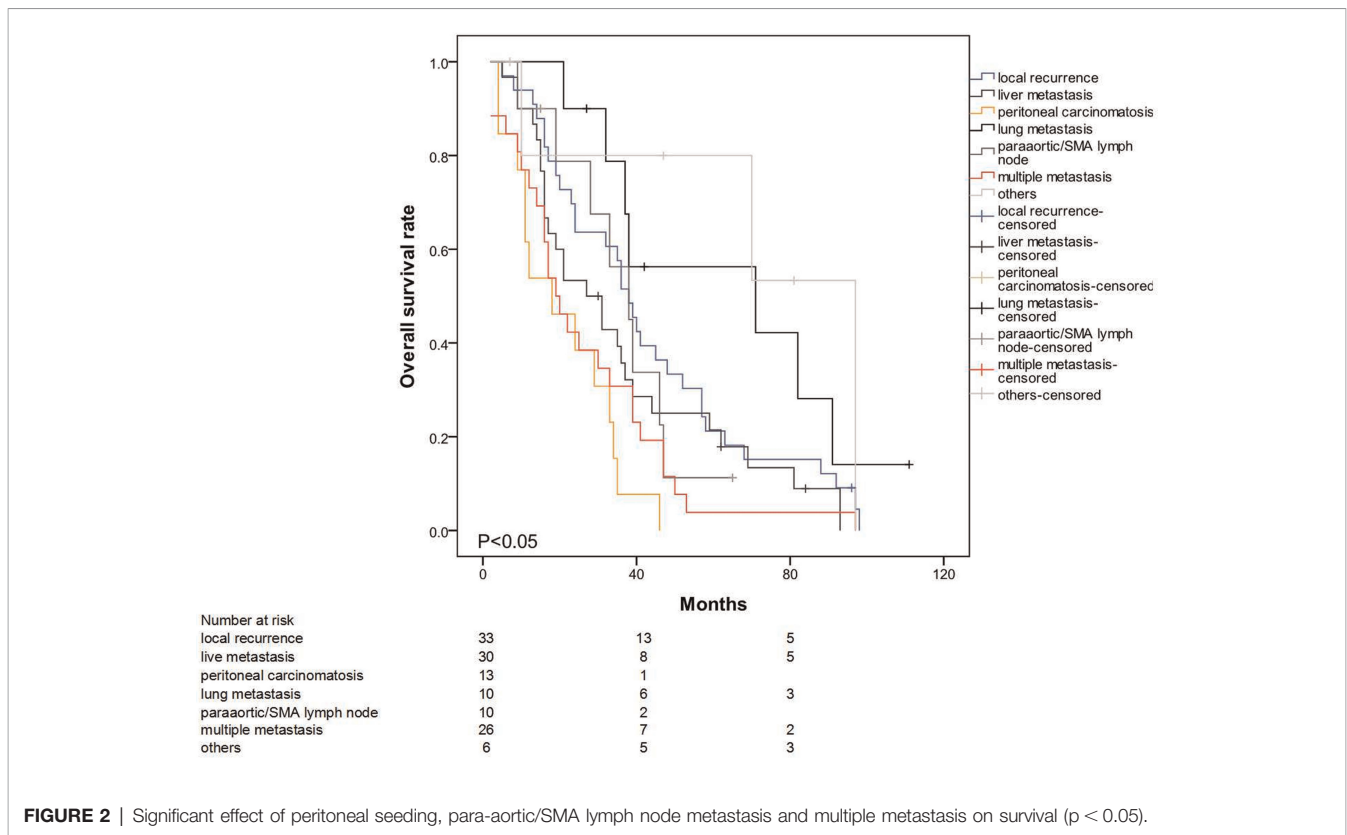 1.0
0.8
0.6
0.4
0.2
0.0
Overall survival rate
P<0.05
0
40
80
120
Months
local recurrence
liver metastasis
peritoneal carcinomatosis
lung metastasis
paraaortic/SMA lymph
node
multiple metastasis
others
local recurrence-
censored
liver metastasis-
censored
peritoneal
carcinomatosis-censored
lung metastasis-
censored
paraaortic/SMA lymph
node-censored
multiple metastasis-
censored
others-censored
Number at risk
local recurrence 33 13 5
live metastasis 30 8 5
peritoneal carcinomatosis 13 1
lung metastasis 10 6 3
paraaortic/SMA lymph node 10 2
multiple metastasis 26 7 2
others 6 5 3
FIGURE 2 | Significant effect of peritoneal seeding, para-aortic/SMA lymph node metastasis and multiple metastasis on survival (p < 0.05).